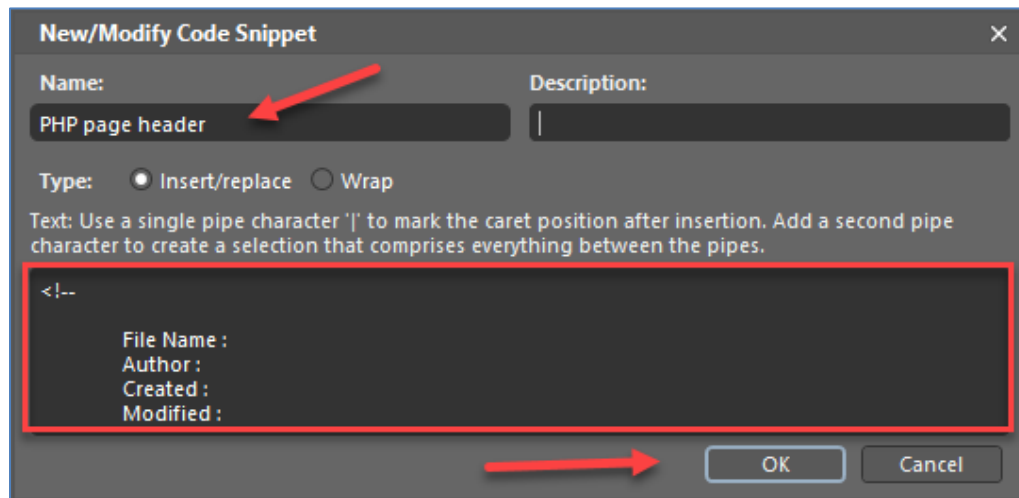 New/Modify Code Snippet
Name:
Description:
PHP page header
Type: Insert/replace Wrap
Text: Use a single pipe character '|' to mark the caret position after insertion. Add a second pipe
character to create a selection that comprises everything between the pipes.
<!--
File Name :
Author :
Created :
Modified :
OK
Cancel